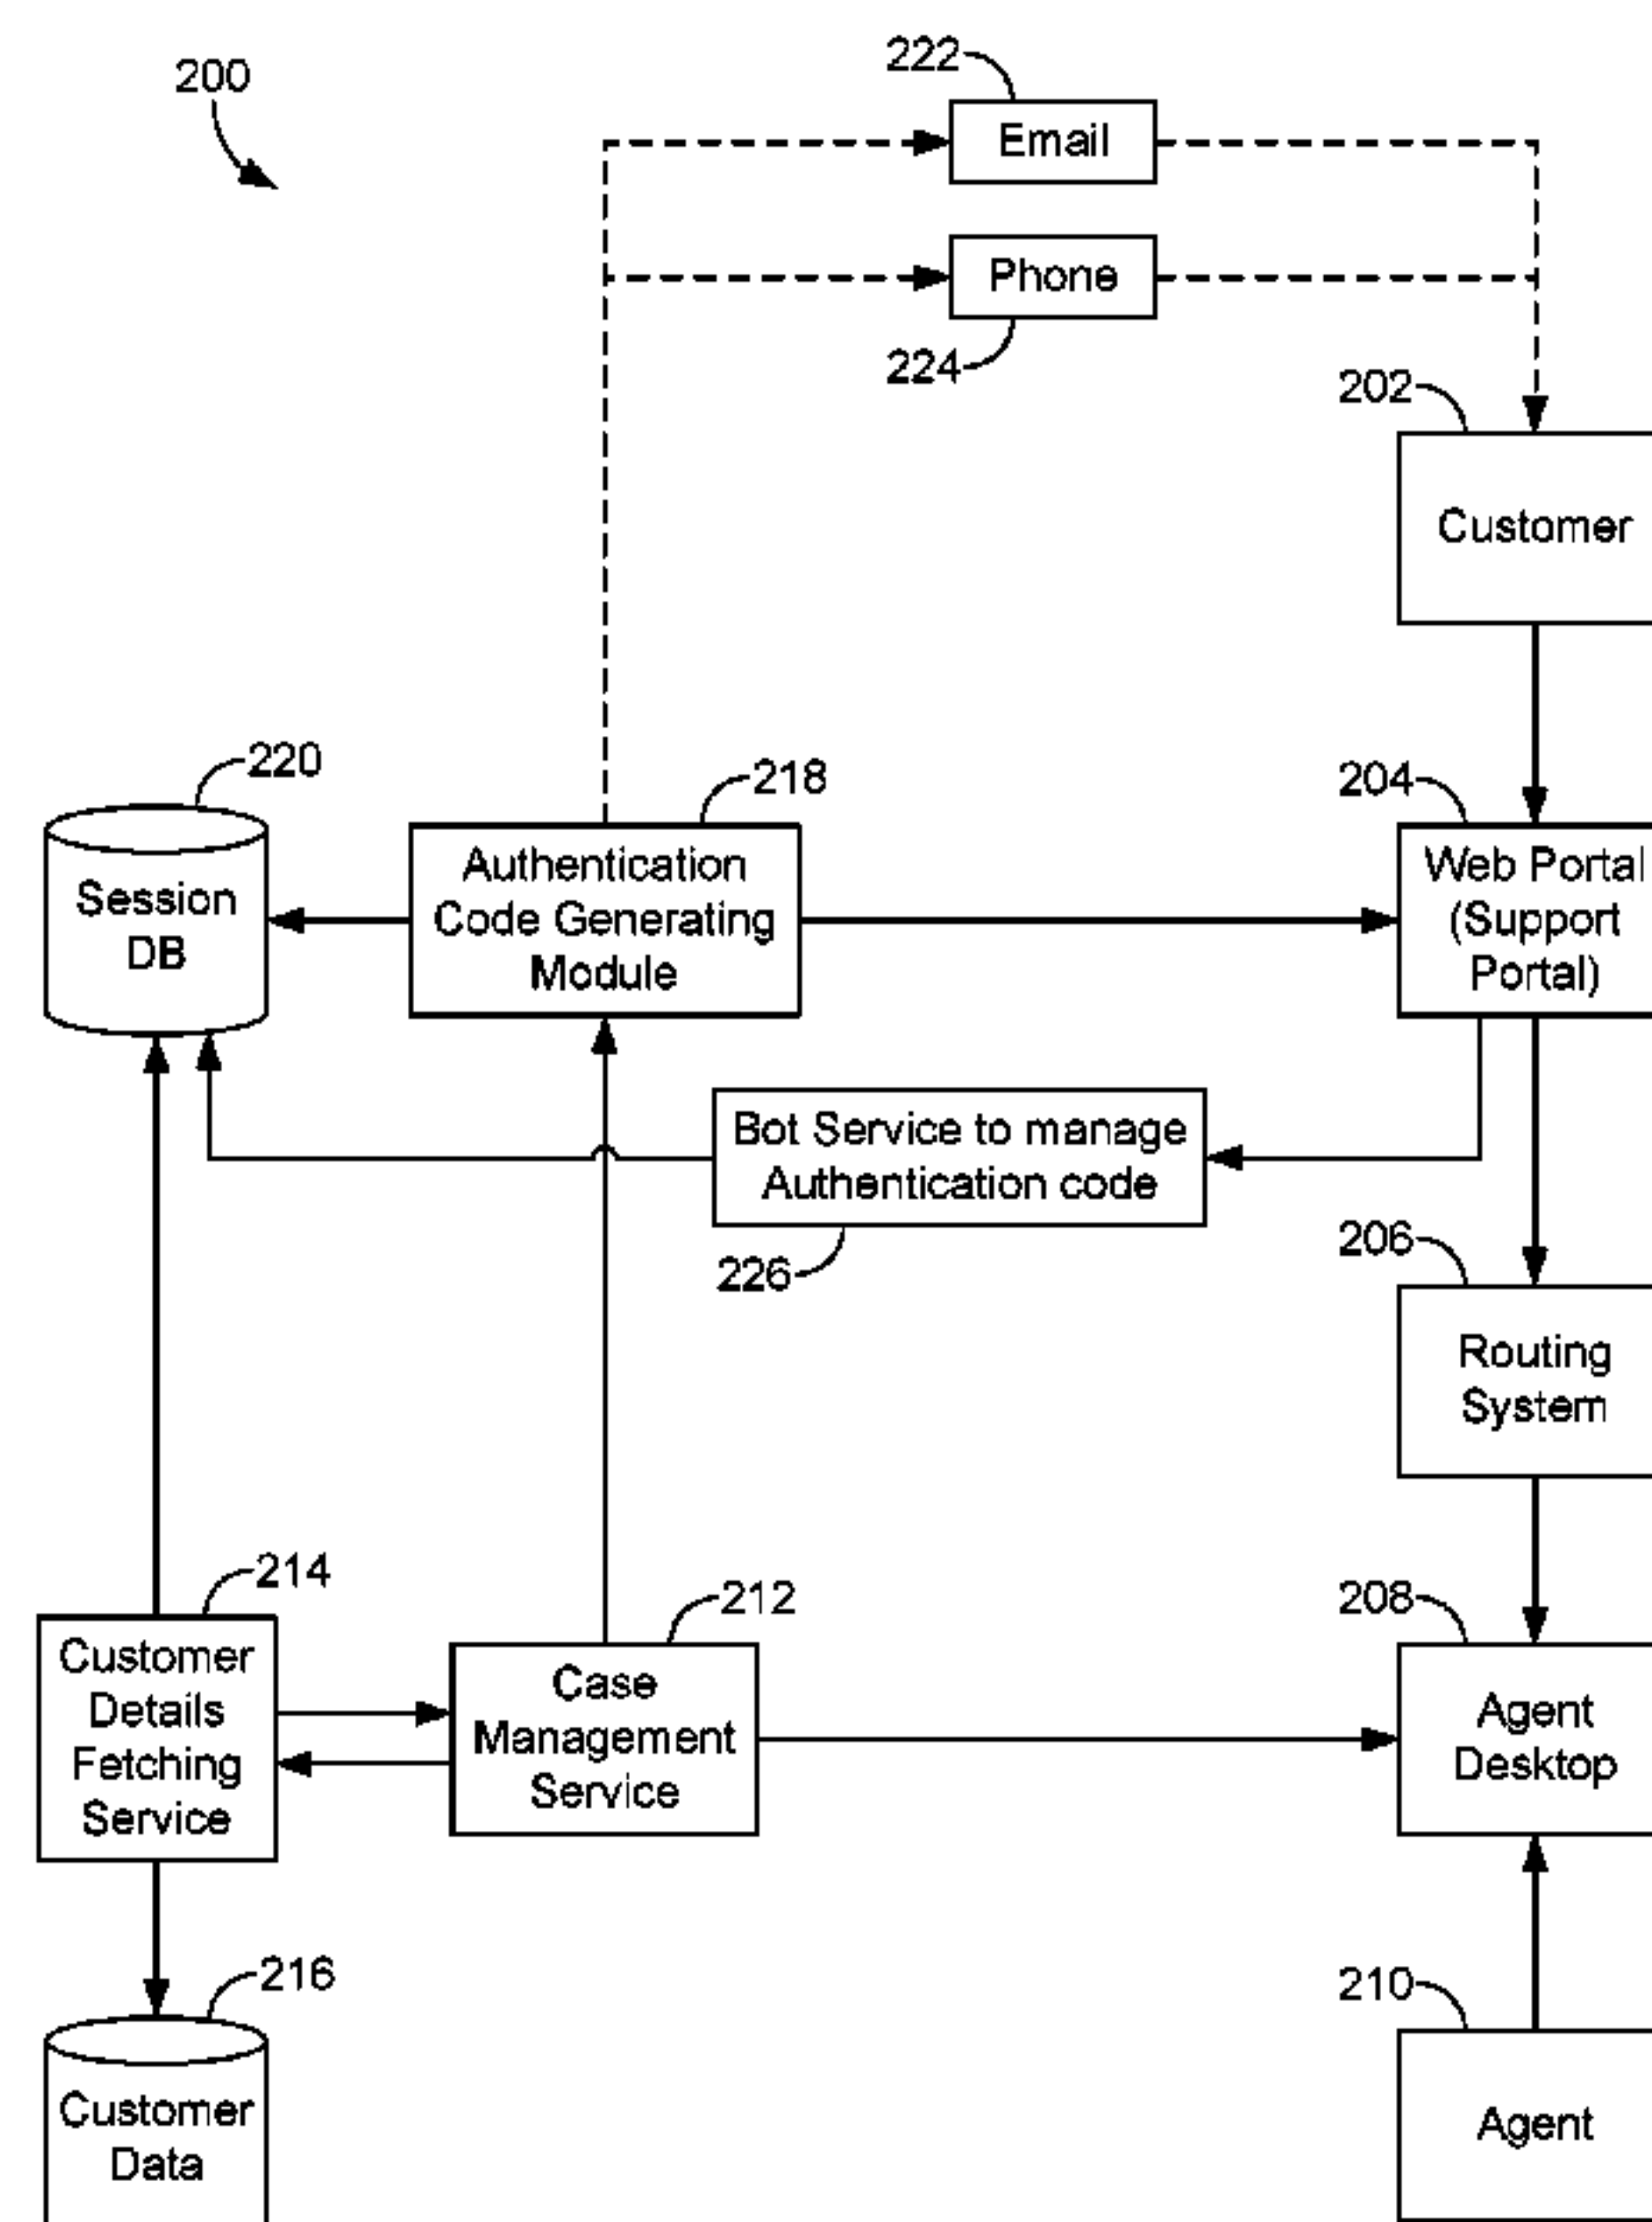 200
222
Email
Phone
224
202
Customer
220
Session
DB
218
Authentication
Code Generating
Module
204
Web Portal
(Support
Portal)
Bot Service to manage
Authentication code
226
206
Routing
System
214
Customer
Details
Fetching
Service
212
Case
Management
Service
208
Agent
Desktop
216
Customer
Data
210
Agent